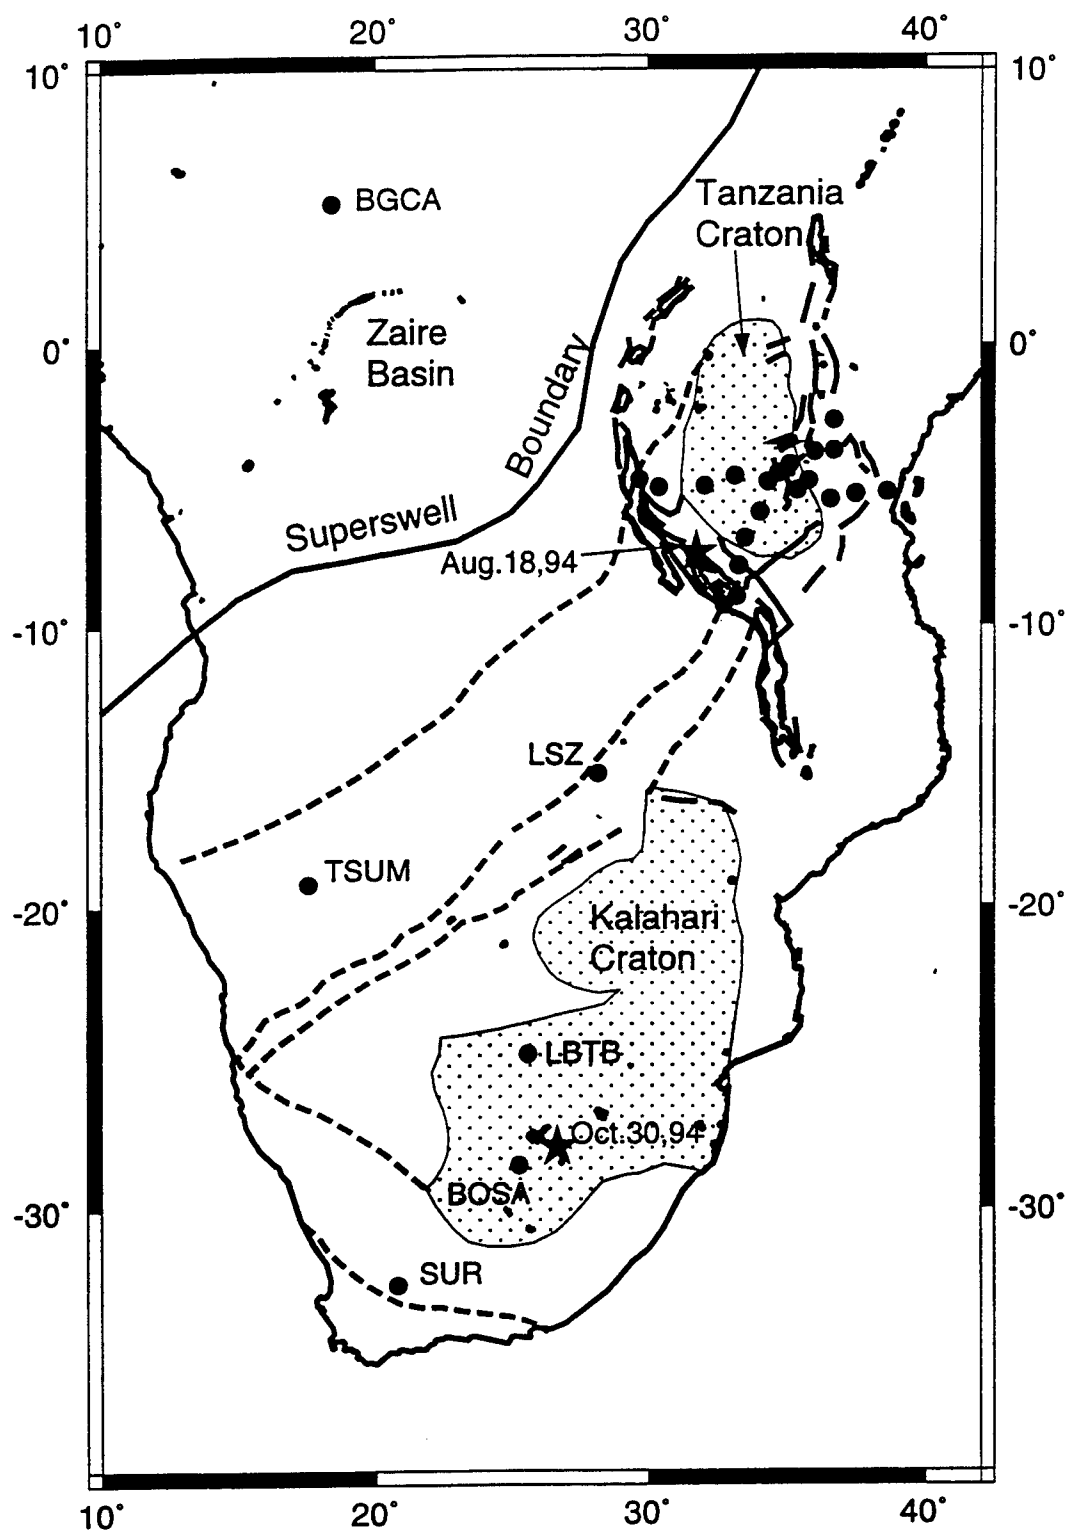 10° 20° 30° 40°
10° 10°
BGCA
Tanzania
Craton
Zaire
Basin
0° 0°
Boundary
Superswell
Aug.18,94
-10° -10°
LSZ
TSUM
-20° -20°
Kalahari
Craton
LBTB
Oct.30,94
BOSA
-30° -30°
SUR
10° 20° 30° 40°